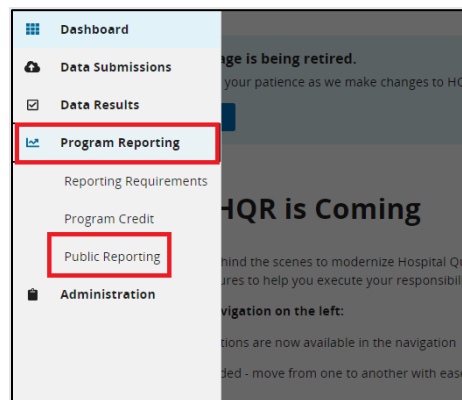 Dashboard
age is being retired.
Data Submissions
your patience as we make changes to HQ
Data Results
Program Reporting
Reporting Requirements
HQR is Coming
Program Credit
Public Reporting
hind the scenes to modernize Hospital Qu
ures to help you execute your responsibil
Administration
vigation on the left:
tions are now available in the navigation
ded - move from one to another with ease